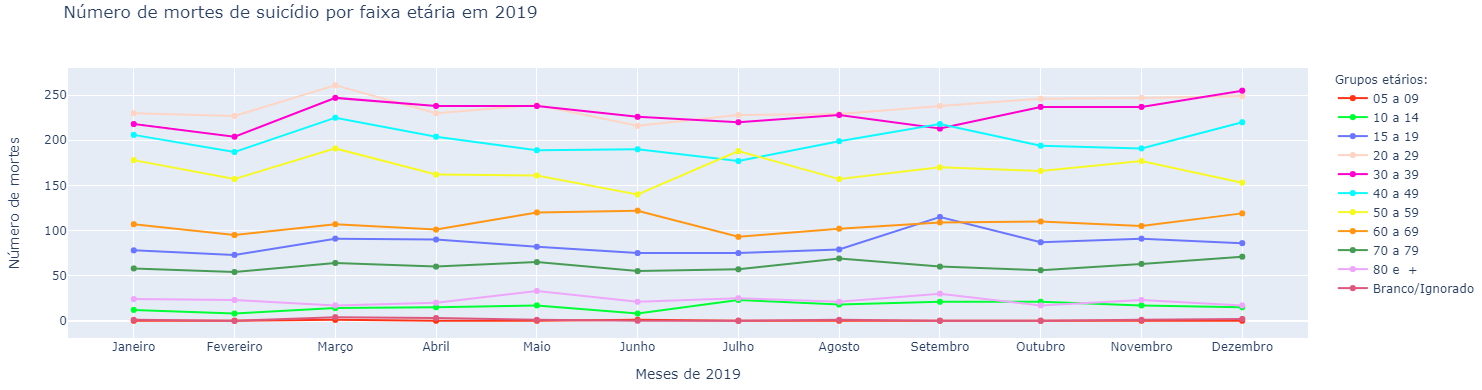 Número de mortes de suicídio por faixa etária em 2019
Grupos etários:
05 a 09
10 a 14
15 a 19
20 a 29
30 a 39
40 a 49
50 a 59
60 a 69
70 a 79
80 e  +
Branco/Ignorado
Número de mortes
250
200
150
100
50
0
Janeiro Fevereiro Março Abril Maio Junho Julho Agosto Setembro Outubro Novembro Dezembro
Meses de 2019